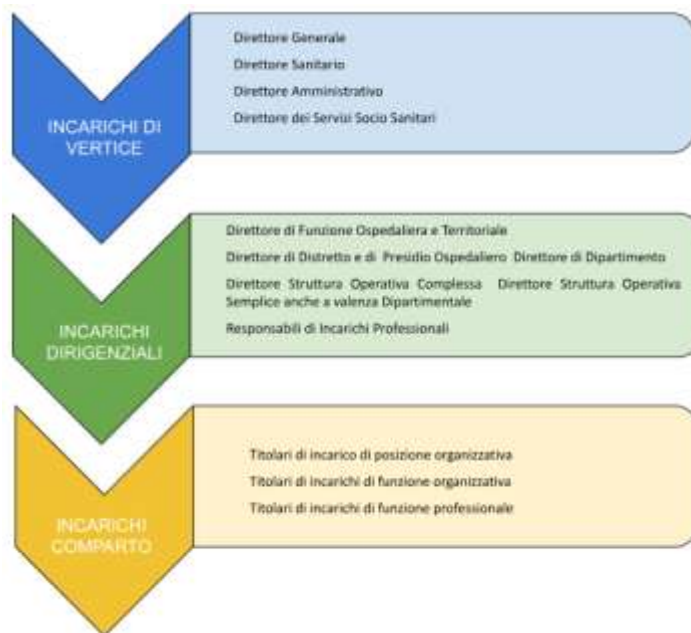 INCARICHI DI
VERTICE
Direttore Generale
Direttore Sanitario
Direttore Amministrativo
Direttore dei Servizi Socio Sanitari
INCARICHI
DIRIGENZIALI
Direttore di Funzione Ospedaliera e Territoriale
Direttore di Distretto e di Presidio Ospedaliero Direttore di Dipartimento
Direttore Struttura Operativa Complessa Direttore Struttura Operativa
Semplice anche a valenza Dipartimentale
Responsabili di Incarichi Professionali
INCARICHI
COMPARTO
Titolari di incarico di posizione organizzativa
Titolari di incarichi di funzione organizzativa
Titolari di incarichi di funzione professionale